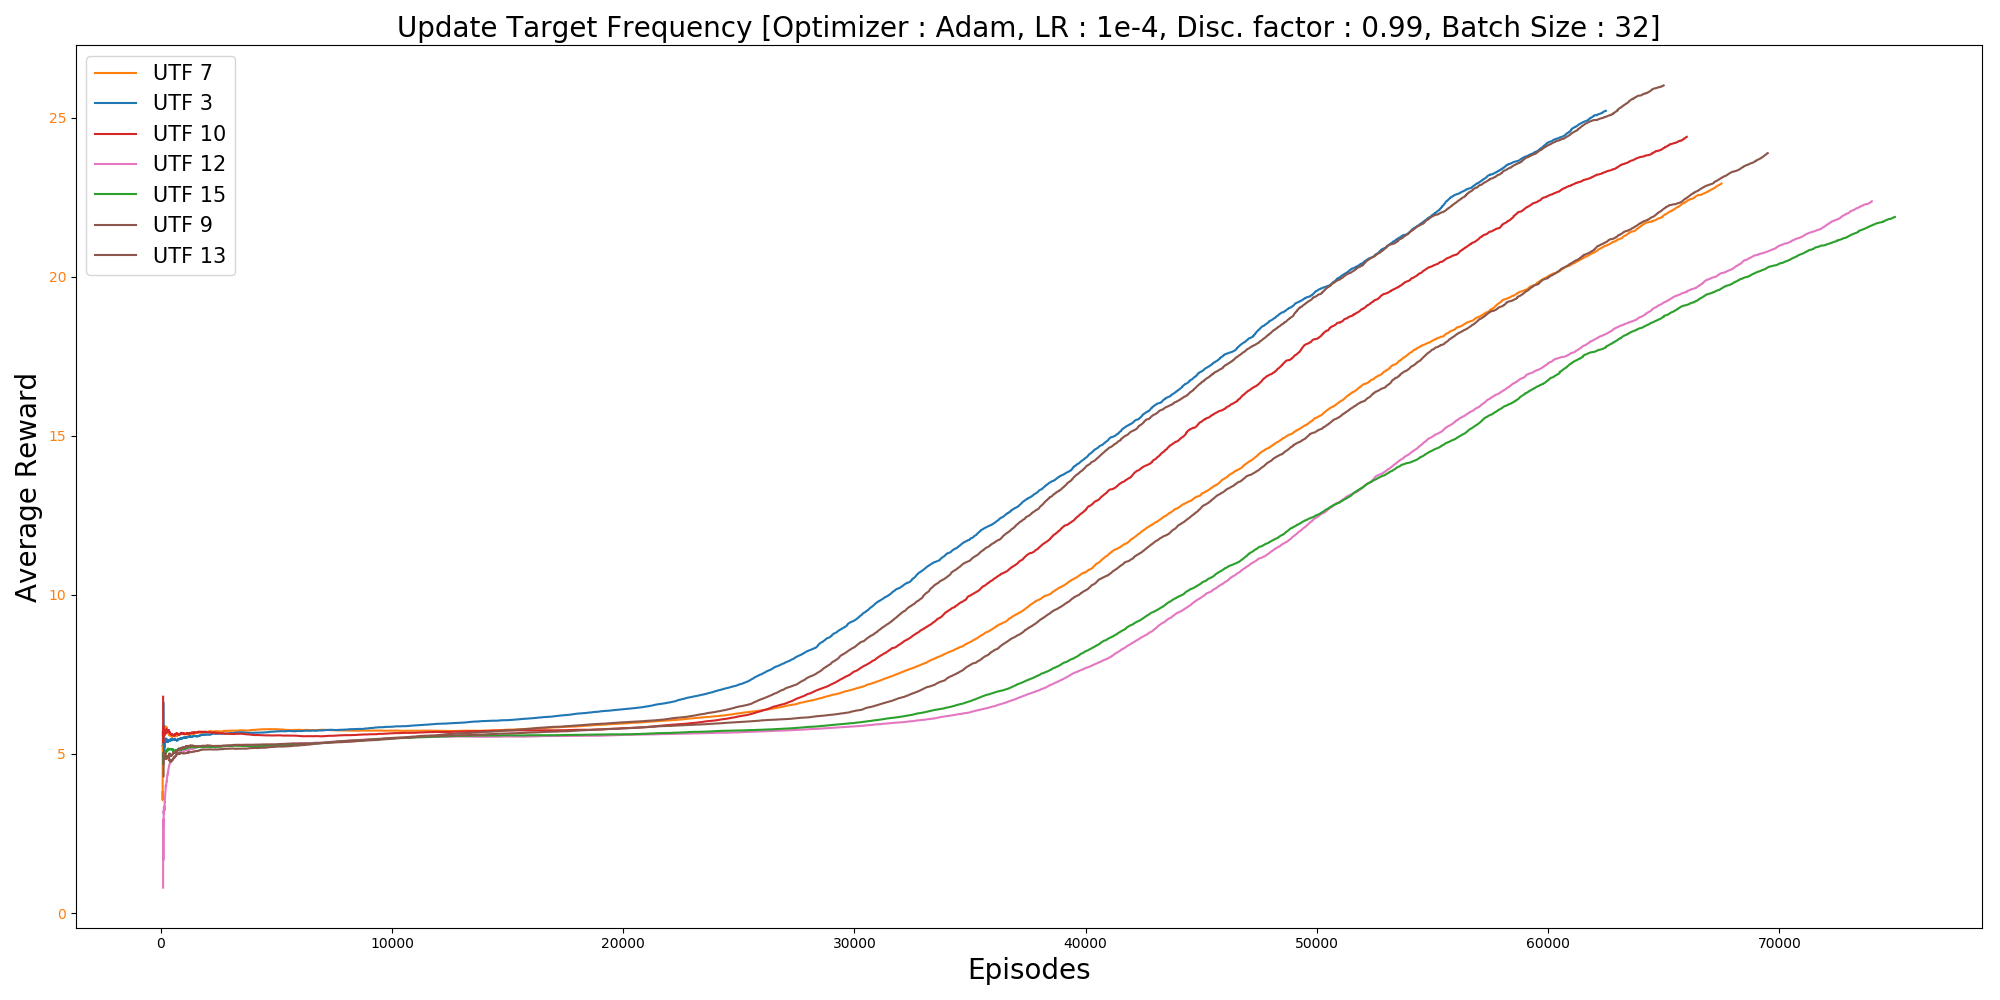 Update Target Frequency [Optimizer : Adam, LR : 1e-4, Disc. factor : 0.99, Batch Size : 32]
UTF 7
UTF 3
UTF 10
UTF 12
UTF 15
UTF 9
UTF 13
25
20
15
10
5
0
Average Reward
0 10000 20000 30000 40000 50000 60000 70000
Episodes